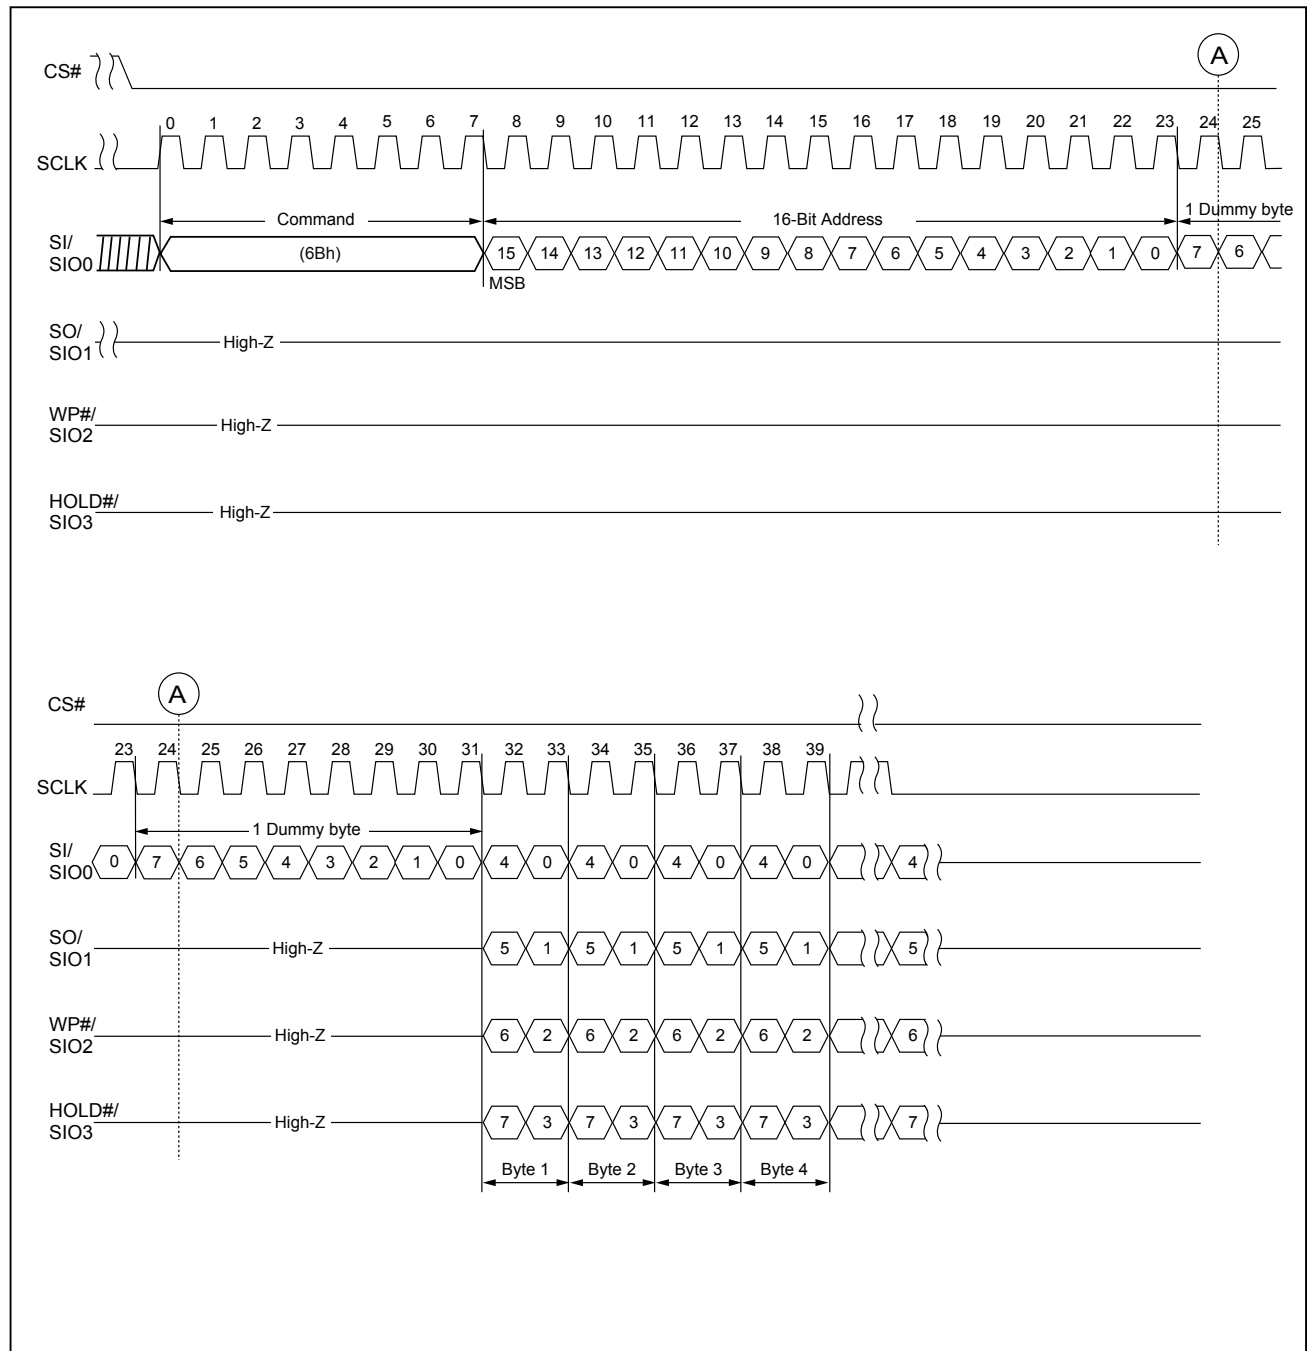 A
CS#
0 1 2 3 4 5 6 7 8 9 10 11 12 13 14 15 16 17 18 19 20 21 22 23 24 25
SCLK
Command 16-Bit Address 1 Dummy byte
SI/
SIO0
(6Bh) 15 14 13 12 11 10 9 8 7 6 5 4 3 2 1 0 7 6
MSB
SO/
SIO1
High-Z
WP#/
SIO2
High-Z
HOLD#/
SIO3
High-Z
A
CS#
23 24 25 26 27 28 29 30 31 32 33 34 35 36 37 38 39
SCLK
1 Dummy byte
SI/
SIO0
0 7 6 5 4 3 2 1 0 4 0 4 0 4 0 4 0 4
SO/
SIO1
High-Z 5 1 5 1 5 1 5 1 5
WP#/
SIO2
High-Z 6 2 6 2 6 2 6 2 6
HOLD#/
SIO3
High-Z 7 3 7 3 7 3 7 3 7
Byte 1 Byte 2 Byte 3 Byte 4